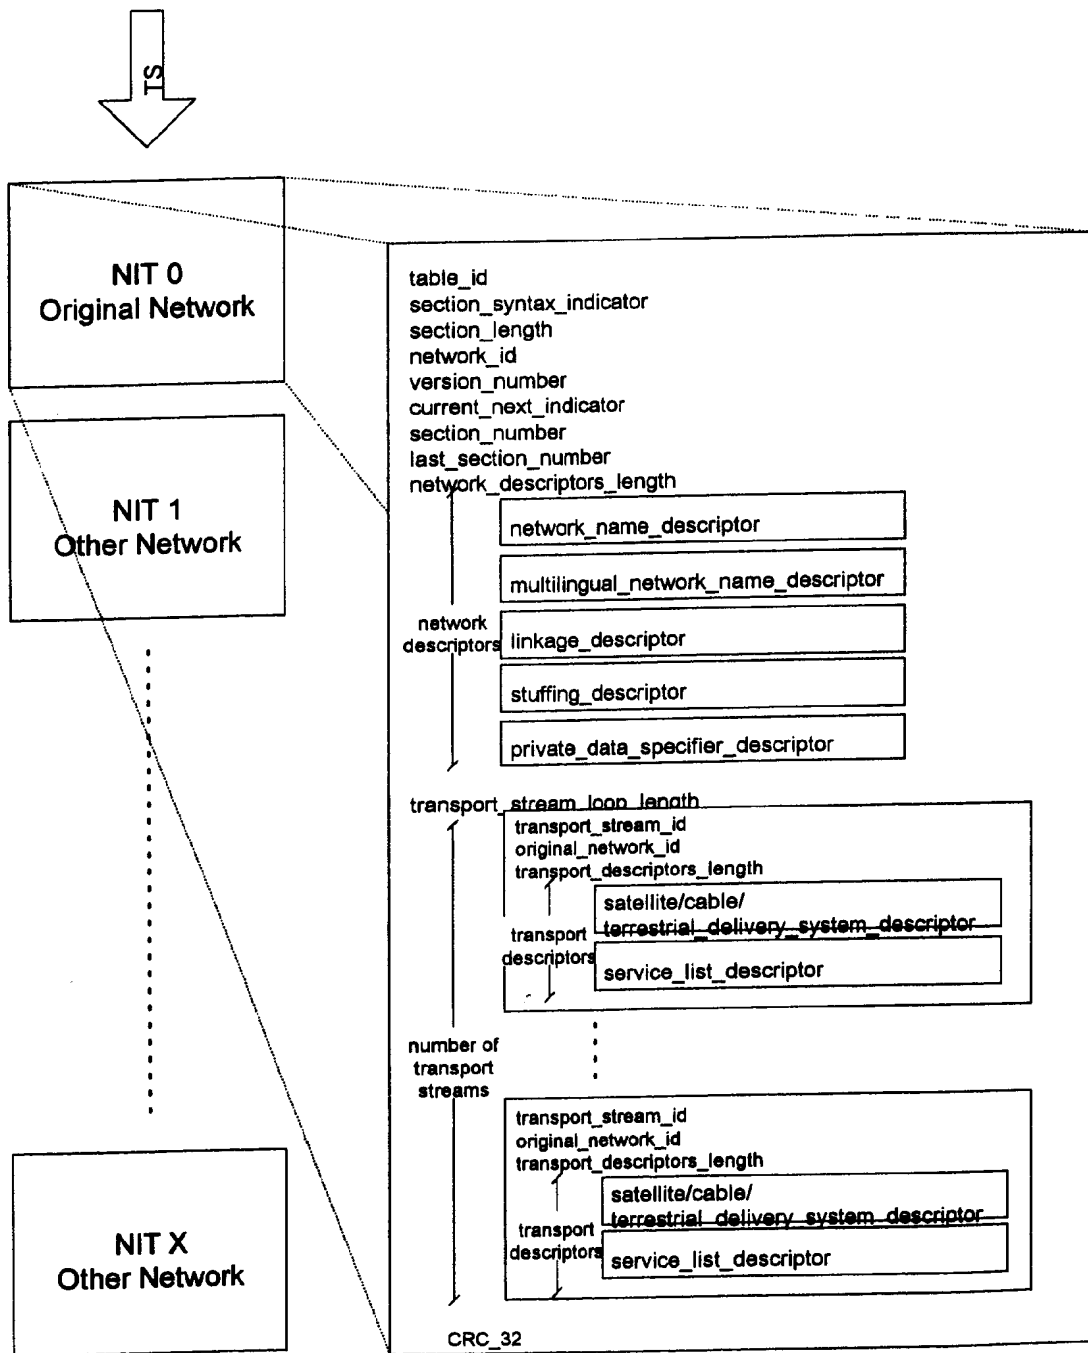 TS
NIT 0
Original Network
NIT 1
Other Network
NIT X
Other Network
table_id
section_syntax_indicator
section_length
network_id
version_number
current_next_indicator
section_number
last_section_number
network_descriptors_length
network
descriptors
network_name_descriptor
multilingual_network_name_descriptor
linkage_descriptor
stuffing_descriptor
private_data_specifier_descriptor
transport_stream_loop_length
number of
transport
streams
transport_stream_id
original_network_id
transport_descriptors_length
transport
descriptors
satellite/cable/
terrestrial_delivery_system_descriptor
service_list_descriptor
transport_stream_id
original_network_id
transport_descriptors_length
transport
descriptors
satellite/cable/
terrestrial_delivery_system_descriptor
service_list_descriptor
CRC_32